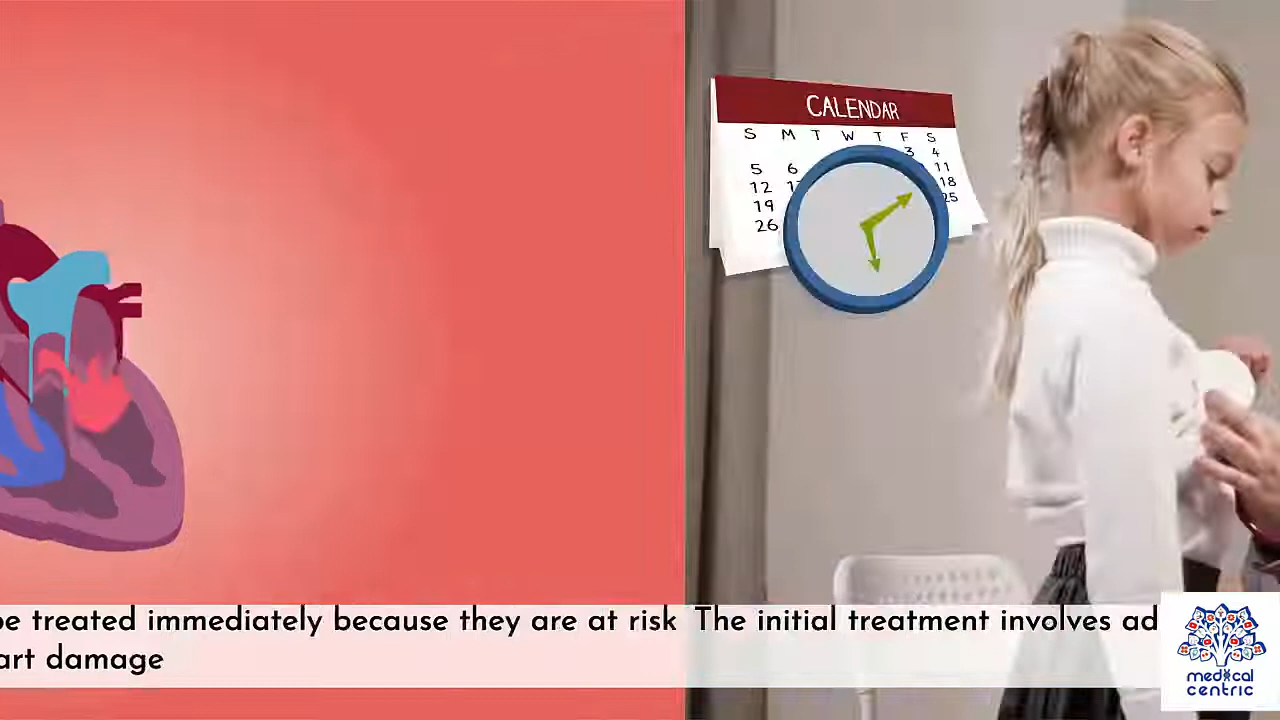 CALENDAR
S M T W T F S
3 4
5 6 11
12 18
19 25
26
be treated immediately because they are at risk
art damage
The initial treatment involves ad
medical
centric